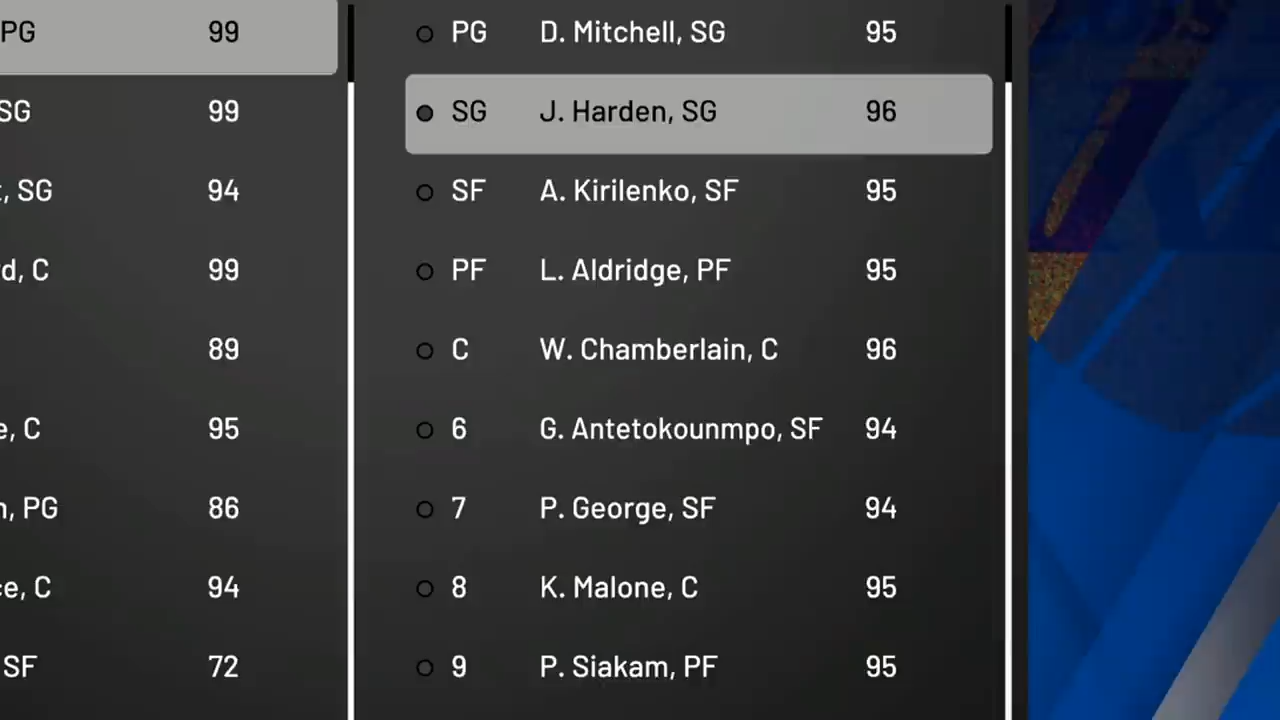 PG 99
SG 99
, SG 94
d, C 99
89
e, C 95
, PG 86
e, C 94
SF 72
PG D. Mitchell, SG 95
SG J. Harden, SG 96
SF A. Kirilenko, SF 95
PF L. Aldridge, PF 95
C W. Chamberlain, C 96
6 G. Antetokounmpo, SF 94
7 P. George, SF 94
8 K. Malone, C 95
9 P. Siakam, PF 95